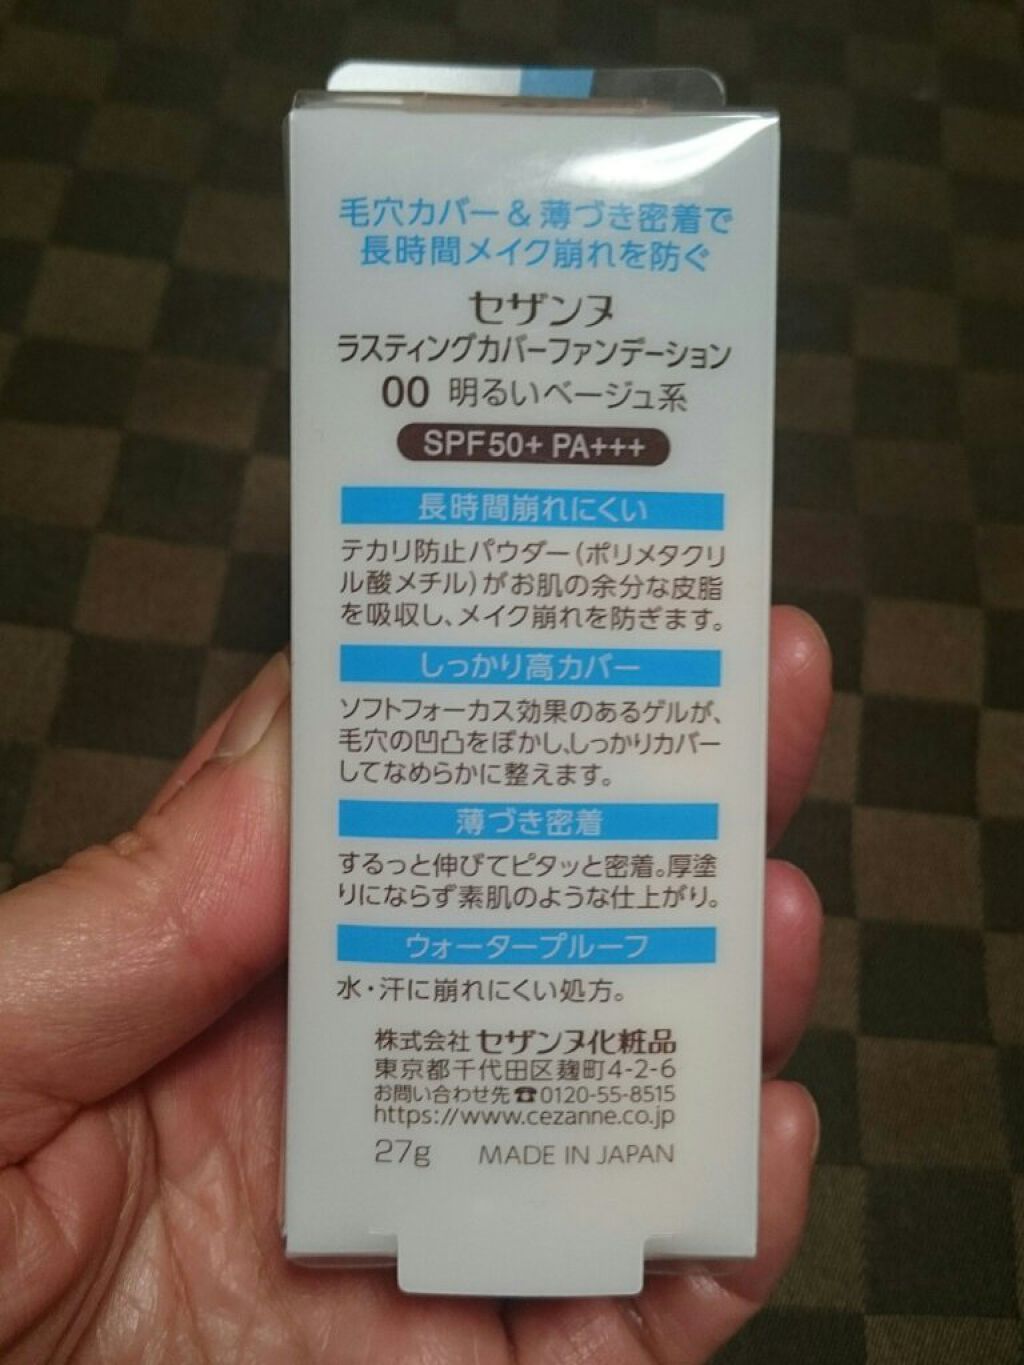 毛穴カバー&薄づき密着で
長時間メイク崩れを防ぐ
セザンヌ
ラスティングカバーファンデーション
00 明るいベージュ系
SPF50+ PA+++
長時間崩れにくい
テカリ防止パウダー(ポリメタクリ
ル酸メチル)がお肌の余分な皮脂
を吸収し、メイク崩れを防ぎます。
しっかり高カバー
ソフトフォーカス効果のあるゲルが、
毛穴の凹凸をぼかし、しっかりカバー
してなめらかに整えます。
薄づき密着
するっと伸びてピタッと密着。厚塗
りにならず素肌のような仕上がり。
ウォータープルーフ
水・汗に崩れにくい処方。
株式会社 セザンヌ化粧品
東京都千代田区麹町4-2-6
お問い合わせ先☎0120-55-8515
https://www.cezanne.co.jp
27g MADE IN JAPAN